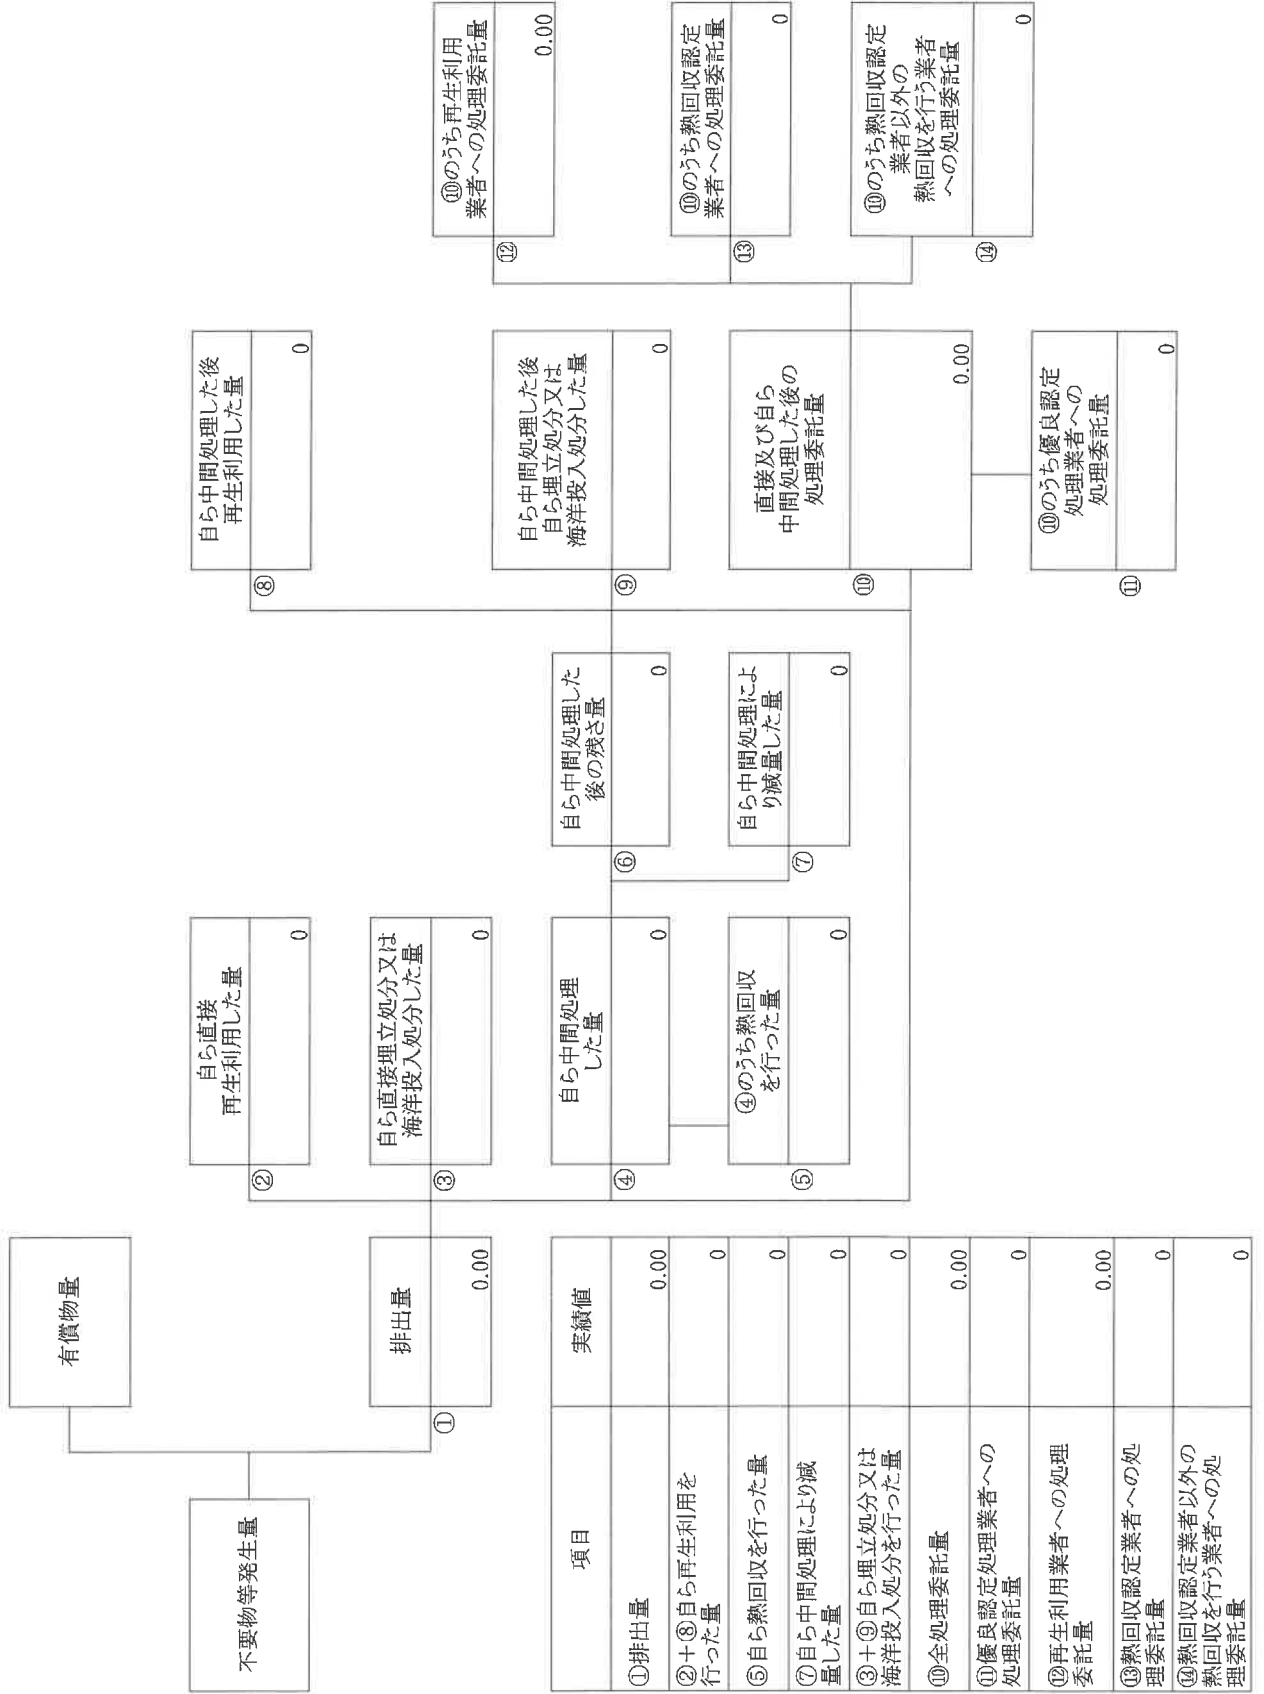 不要物等発生量
有償物量
排出量
①
0.00
自ら直接
再生利用した量
②
0
自ら直接埋立処分又は
海洋投入処分した量
③
0
自ら中間処理
した量
④
0
④のうち熱回収
を行った量
⑤
0
自ら中間処理した
後の残さ量
⑥
0
自ら中間処理によ
り減量した量
⑦
0
自ら中間処理した後
再生利用した量
⑧
0
自ら中間処理した後
自ら埋立処分又は
海洋投入処分した量
⑨
0
直接及び自ら
中間処理した後の
処理委託量
⑩
0.00
⑩のうち優良認定
処理業者への
処理委託量
⑪
0
⑩のうち再生利用
業者への処理委託量
⑫
0.00
⑩のうち熱回収認定
業者への処理委託量
⑬
0
⑩のうち熱回収認定
業者以外の
熱回収を行う業者
への処理委託量
⑭
0
項目 実績値
①排出量 0.00
②＋⑧自ら再生利用を
行った量 0
⑤自ら熱回収を行った量 0
⑦自ら中間処理により減
量した量 0
③＋⑨自ら埋立処分又は
海洋投入処分を行った量 0
⑩全処理委託量 0.00
⑪優良認定処理業者への
処理委託量 0
⑫再生利用業者への処理
委託量 0.00
⑬熱回収認定業者への処
理委託量 0
⑭熱回収認定業者以外の
熱回収を行う業者への処
理委託量 0